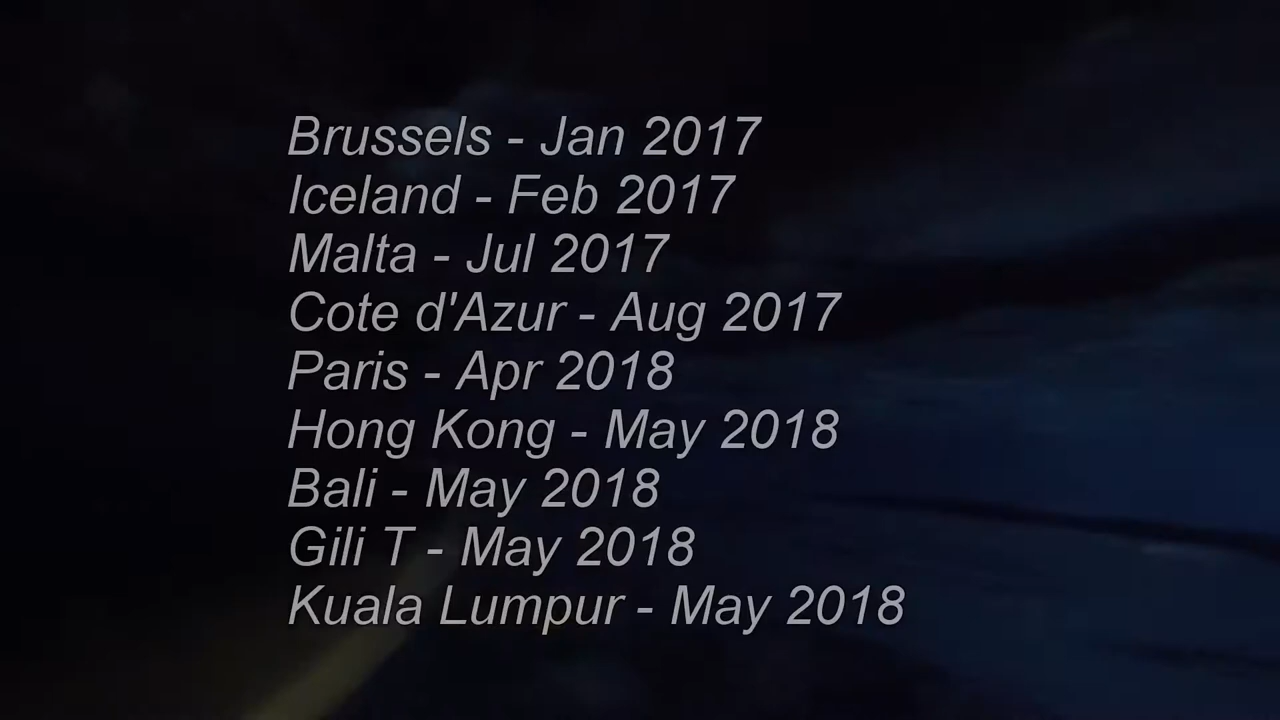 Brussels - Jan 2017
Iceland - Feb 2017
Malta - Jul 2017
Cote d'Azur - Aug 2017
Paris - Apr 2018
Hong Kong - May 2018
Bali - May 2018
Gili T - May 2018
Kuala Lumpur - May 2018